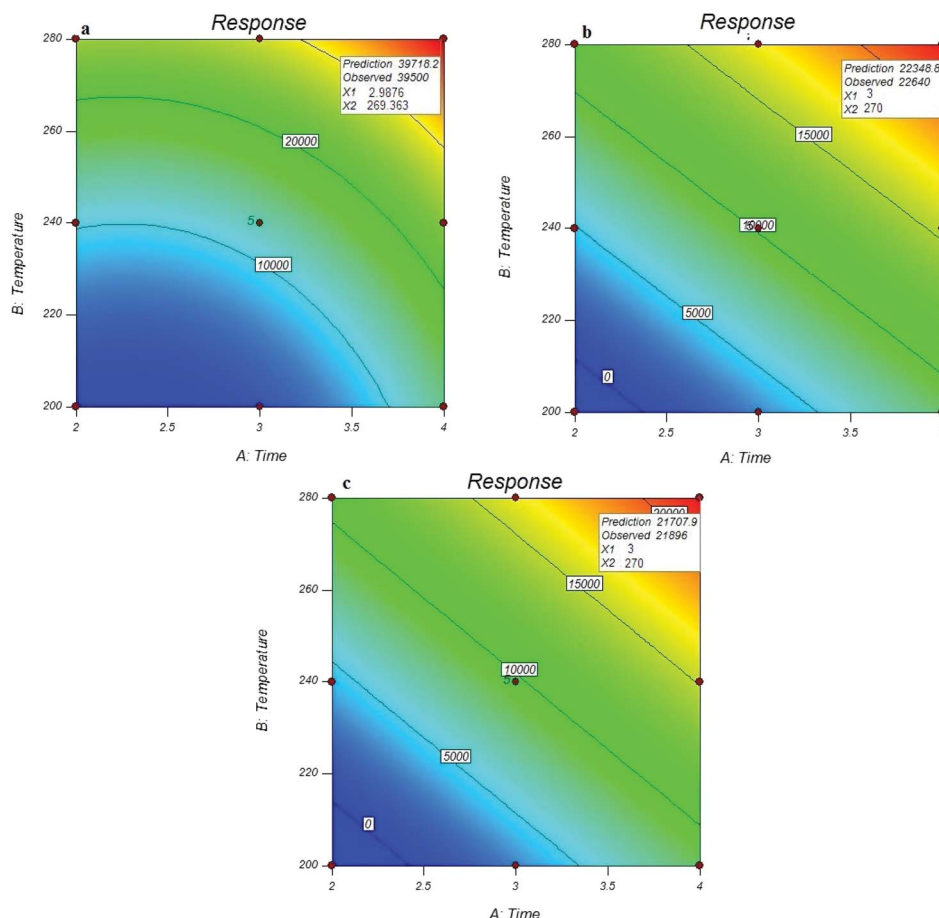 a
Response
280
260
240
220
200
B: Temperature
2
2.5
3
3.5
4
A: Time
20000
10000
5
Prediction 39718.2
Observed 39500
X1 2.9876
X2 269.363
b
Response
280
260
240
220
200
B: Temperature
2
2.5
3
3.5
A: Time
15000
5000
0
Prediction 22348.8
Observed 22640
X1 3
X2 270
c
Response
280
260
240
220
200
B: Temperature
2
2.5
3
3.5
4
A: Time
20000
15000
10000
5
5000
0
Prediction 21707.9
Observed 21896
X1 3
X2 270